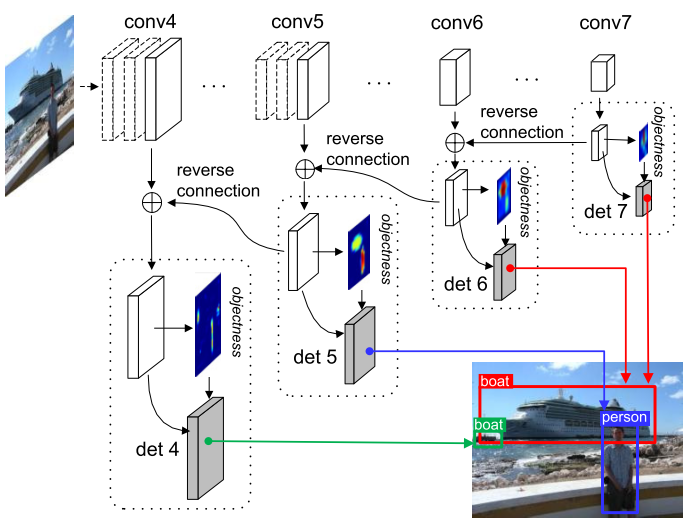 conv4
conv5
conv6
conv7
...
...
...
reverse
connection
reverse
connection
reverse
connection
objectness
det 7
objectness
det 6
objectness
det 5
objectness
det 4
boat
boat
person